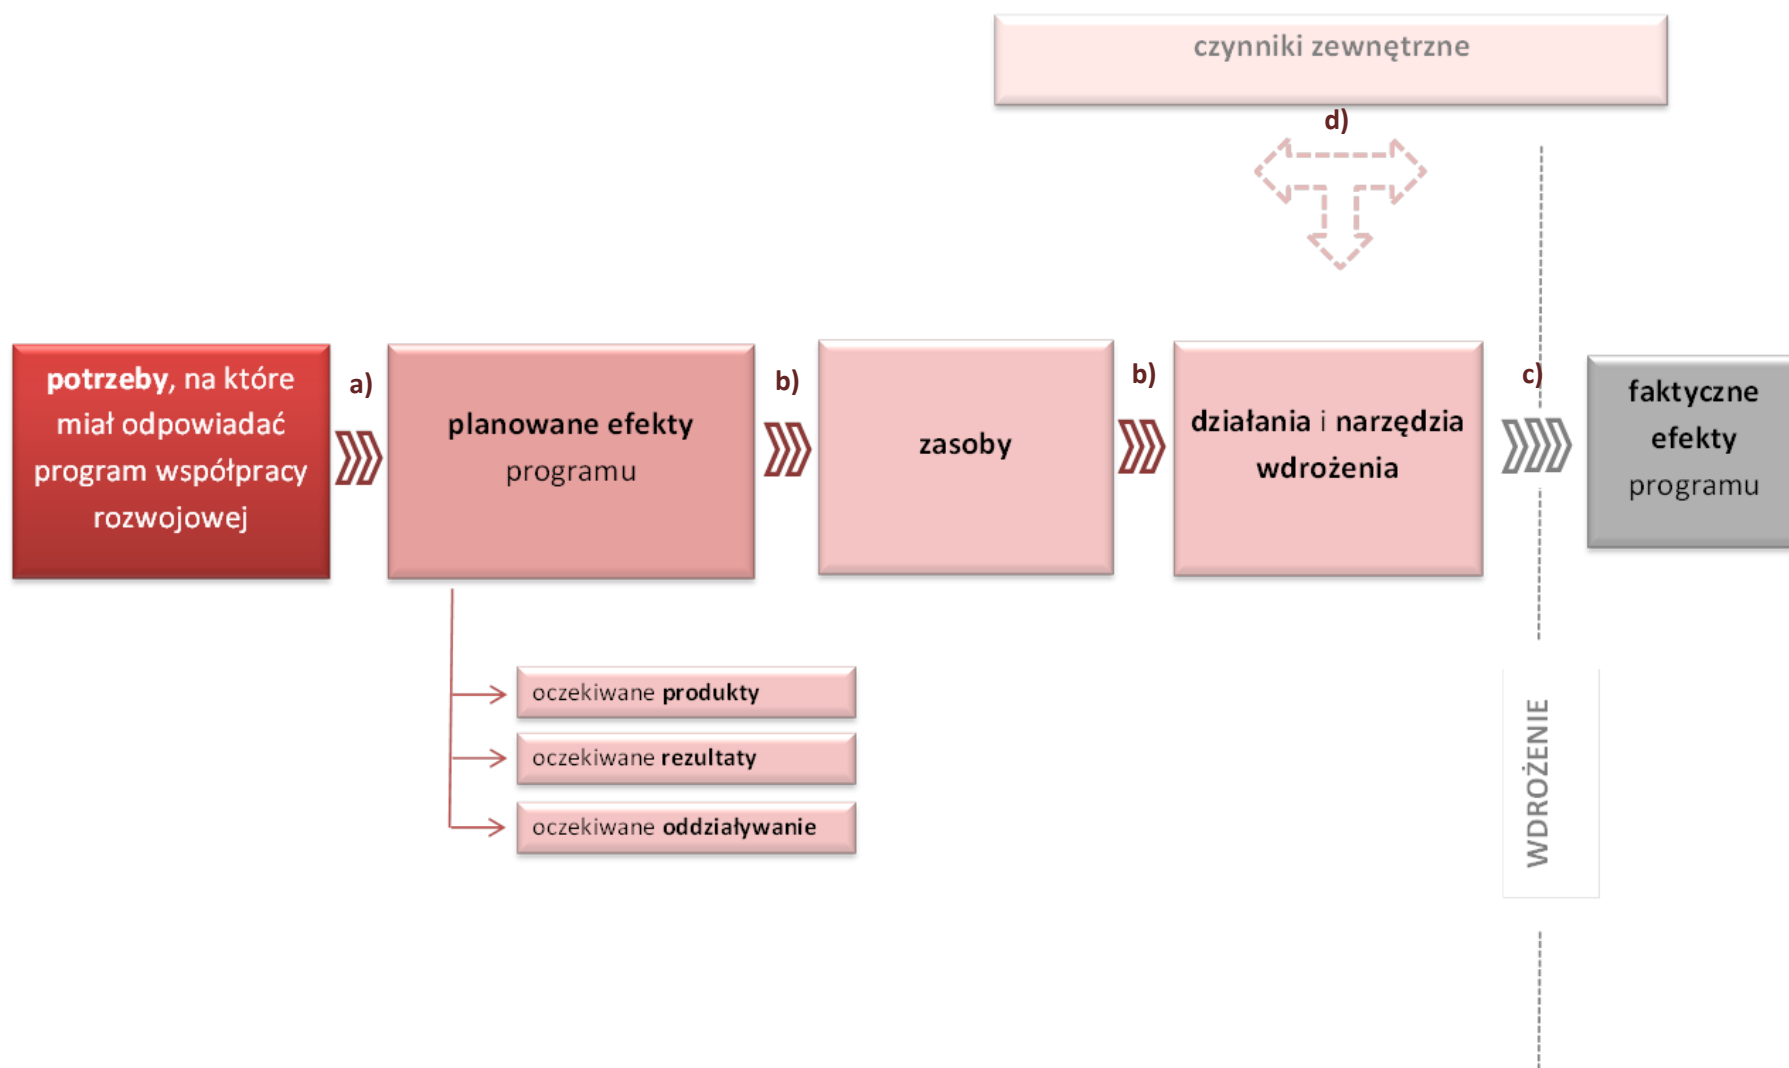 czynniki zewnętrzne
d)
potrzeby, na które
miał odpowiadać
program współpracy
rozwojowej
a)
planowane efekty
programu
b)
zasoby
b)
działania i narzędzia
wdrożenia
c)
faktyczne
efekty
programu
oczekiwane produkty
oczekiwane rezultaty
oczekiwane oddziaływanie
WDROŻENIE